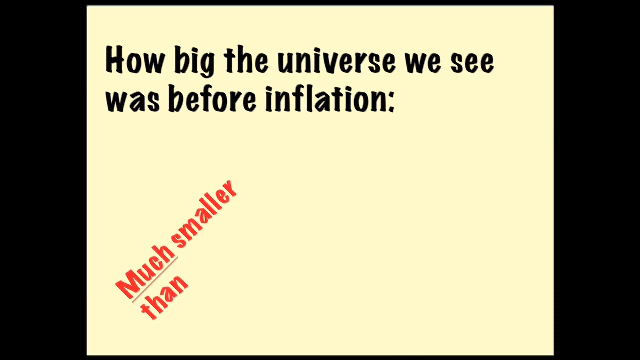 How big the universe we see
was before inflation:
Much smaller
than